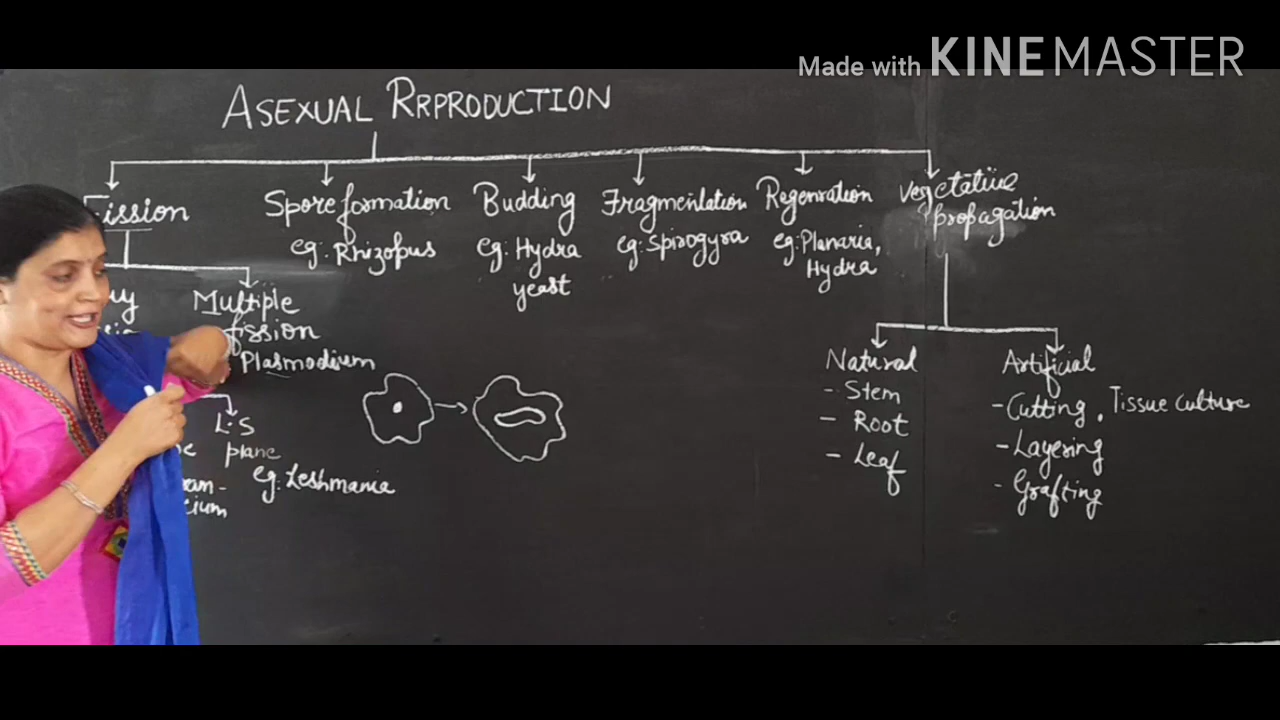 Made with KINEMASTER
ASEXUAL RRPRODUCTION
Fission
Spore formation
eg. Rhizopus
Budding
eg: Hydra
yeast
Fragmentation
eg: Spirogyra
Regenration
eg: Planaria,
Hydra
Vegetative
propagation
Multiple
fission
Plasmodium
L.S
plane
eg: Leshmania
Natural
- Stem
- Root
- Leaf
Artificial
- Cutting, Tissue culture
- Layering
- Grafting